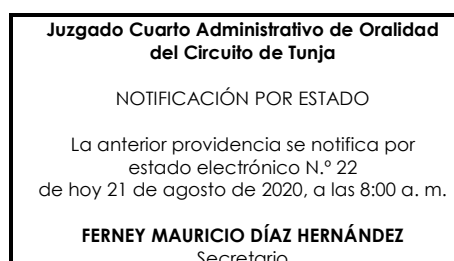 Juzgado Cuarto Administrativo de Oralidad
del Circuito de Tunja
NOTIFICACIÓN POR ESTADO
La anterior providencia se notifica por
estado electrónico N.º 22
de hoy 21 de agosto de 2020, a las 8:00 a. m.
FERNEY MAURICIO DÍAZ HERNÁNDEZ
Secretario